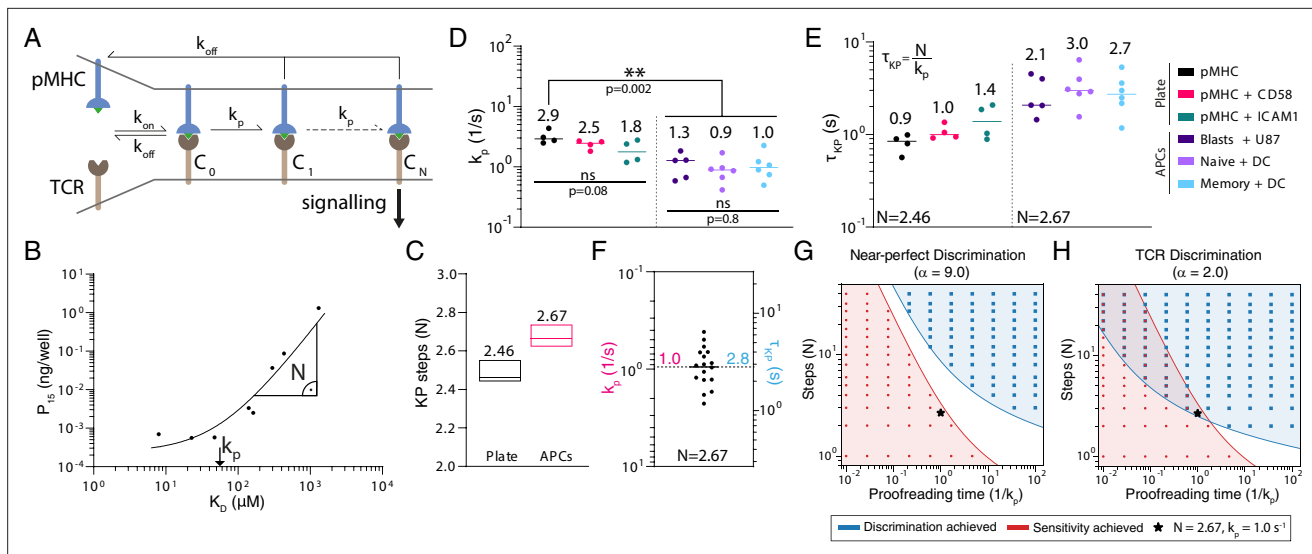 A
k_off
pMHC
k_on
k_off
k_p
k_p
C_0
C_1
C_N
TCR
signalling
B
P_15 (ng/well)
10^1
10^0
10^-1
10^-2
10^-3
10^-4
N
k_p
10^0 10^1 10^2 10^3 10^4
K_D (µM)
C
KP steps (N)
3.0
2.8
2.6
2.4
2.2
2.0
2.46
2.67
Plate APCs
D
k_p (1/s)
10^2
10^1
10^0
10^-1
**
p=0.002
2.9
2.5
1.8
1.3
0.9
1.0
ns
p=0.08
ns
p=0.8
E
τ_KP (s)
10^1
10^0
10^-1
τ_KP = N/k_p
0.9
1.0
1.4
2.1
3.0
2.7
N=2.46
N=2.67
Plate
pMHC
pMHC + CD58
pMHC + ICAM1
APCs
Blasts + U87
Naive + DC
Memory + DC
F
k_p (1/s)
10^-1
10^0
10^1
1.0
2.8
10^1
10^0
τ_KP (s)
N=2.67
G
Near-perfect Discrimination
(α = 9.0)
Steps (N)
10^1
10^0
10^-2 10^-1 10^0 10^1 10^2
Proofreading time (1/k_p)
H
TCR Discrimination
(α = 2.0)
Steps (N)
10^1
10^0
10^-2 10^-1 10^0 10^1 10^2
Proofreading time (1/k_p)
Discrimination achieved
Sensitivity achieved
N = 2.67, k_p = 1.0 s^-1